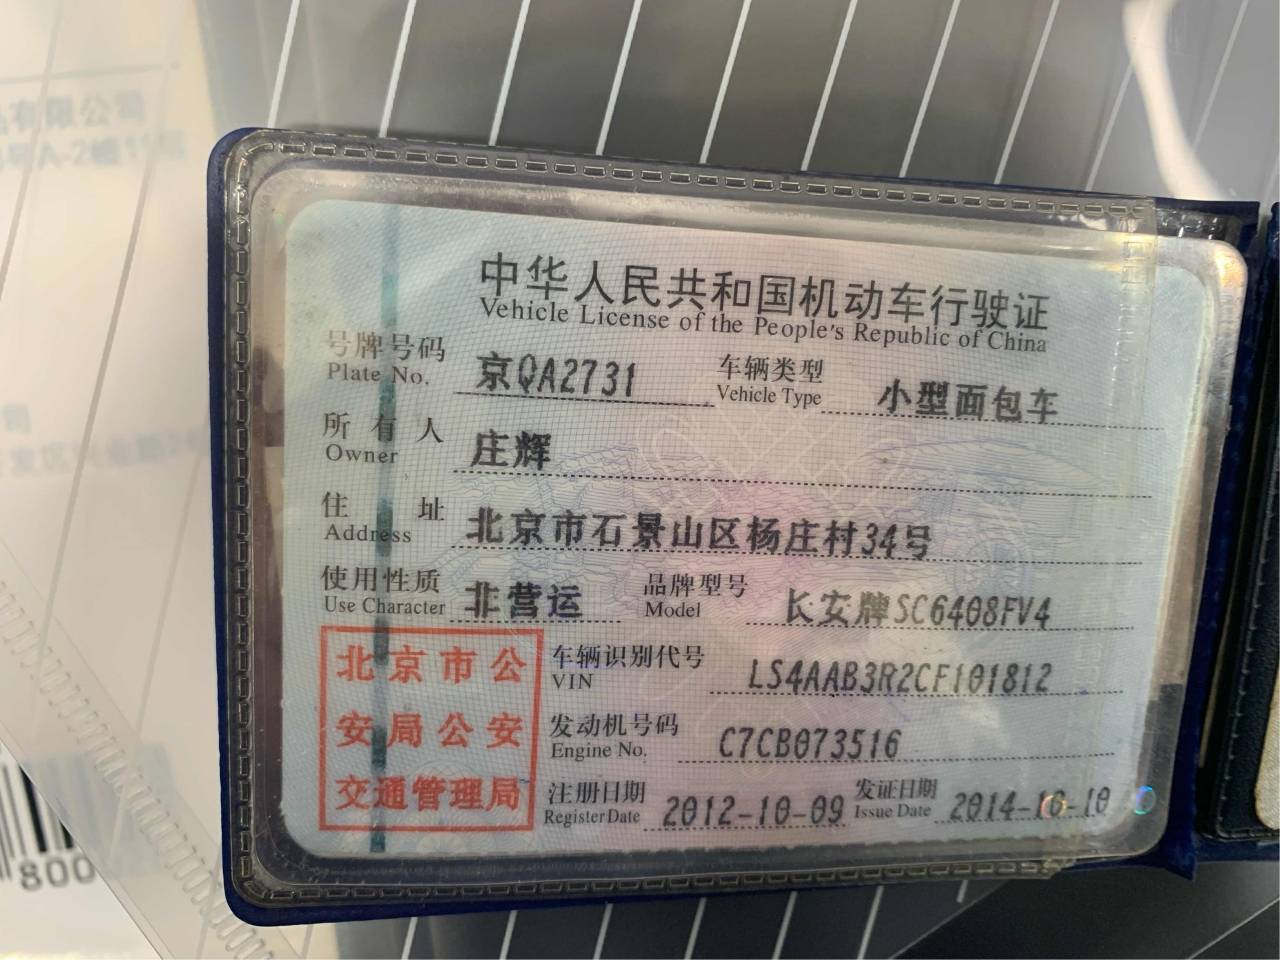 品有限公司
中华人民共和国机动车行驶证
Vehicle License of the People's Republic of China
号牌号码 京QA2731 车辆类型 小型面包车
Plate No. Vehicle Type
所有人 庄辉
Owner
住址 北京市石景山区杨庄村34号
Address
使用性质 非营运 品牌型号 长安牌SC6408FV4
Use Character Model
北京市公
安局公安
交通管理局
车辆识别代号 LS4AAB3R2CF101812
VIN
发动机号码 C7CB073516
Engine No.
注册日期 2012-10-09 发证日期 2014-10-10
Register Date Issue Date
800